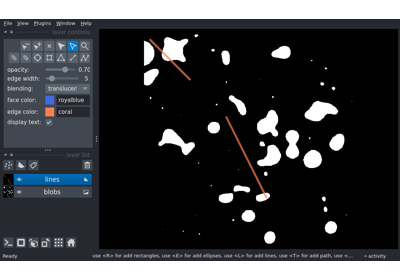 File View Plugins Window Help
layer controls
opacity: 0.70
edge width: 5
blending: translucen
face color: royalblue
edge color: coral
display text:
layer list
lines
blobs
Ready use <R> for add rectangles, use <E> for add ellipses, use <L> for add lines, use <T> for add path, use <... activity